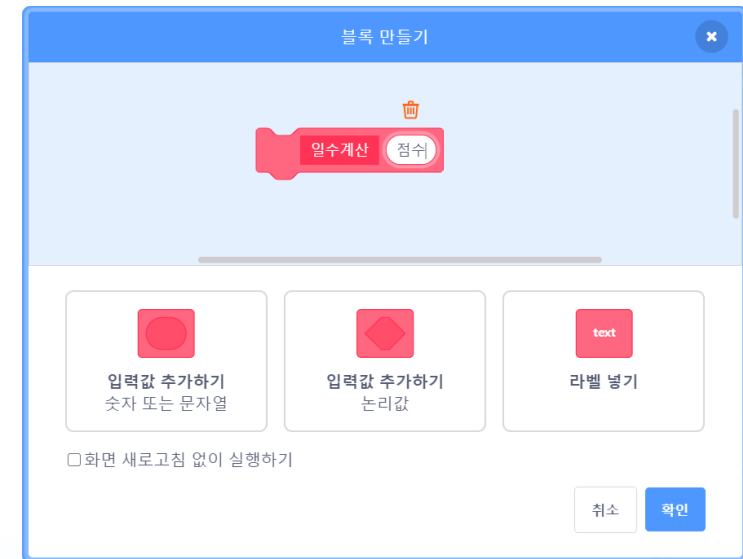 블록 만들기
일수계산 점수
text
입력값 추가하기
숫자 또는 문자열
입력값 추가하기
논리값
라벨 넣기
화면 새로고침 없이 실행하기
취소 확인